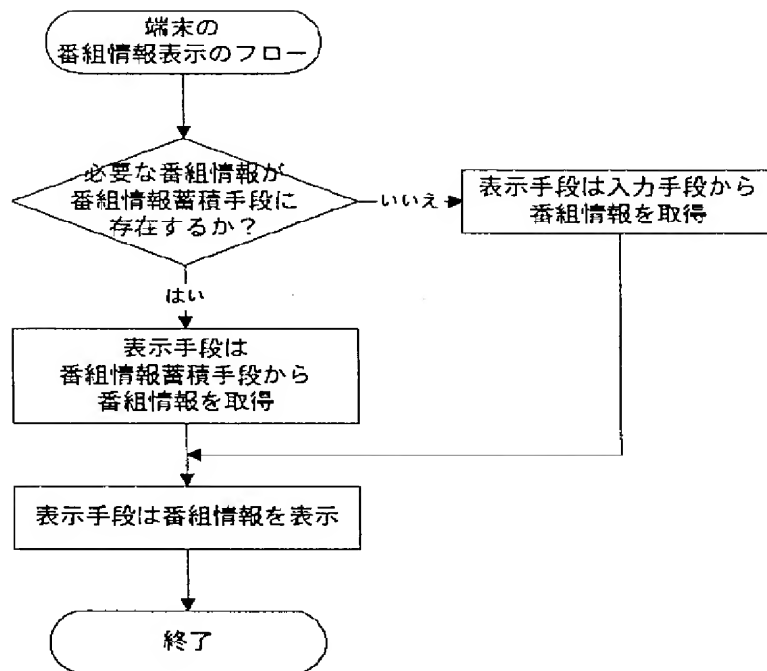 端末の
番組情報表示のフロー
必要な番組情報が
番組情報蓄積手段に
存在するか？
いいえ
表示手段は入力手段から
番組情報を取得
はい
表示手段は
番組情報蓄積手段から
番組情報を取得
表示手段は番組情報を表示
終了